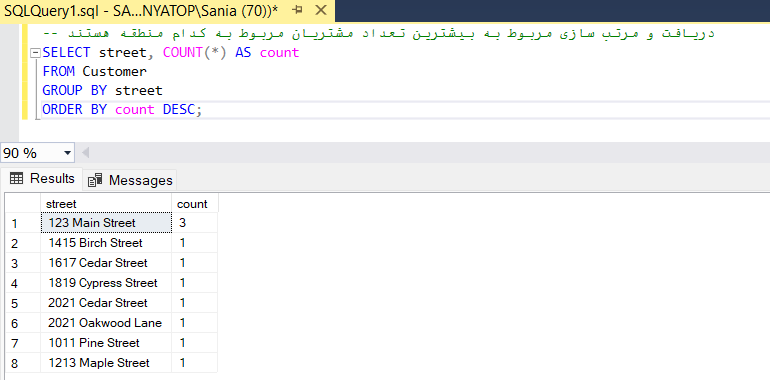 SQLQuery1.sql - SA...NYATOP\Sania (70))*
-- دریافت و مرتب سازی مربوط به بیشترین تعداد مشتریان مربوط به کدام منطقه هستند
SELECT street, COUNT(*) AS count
FROM Customer
GROUP BY street
ORDER BY count DESC;
90 %
Results Messages
street count
1 123 Main Street 3
2 1415 Birch Street 1
3 1617 Cedar Street 1
4 1819 Cypress Street 1
5 2021 Cedar Street 1
6 2021 Oakwood Lane 1
7 1011 Pine Street 1
8 1213 Maple Street 1